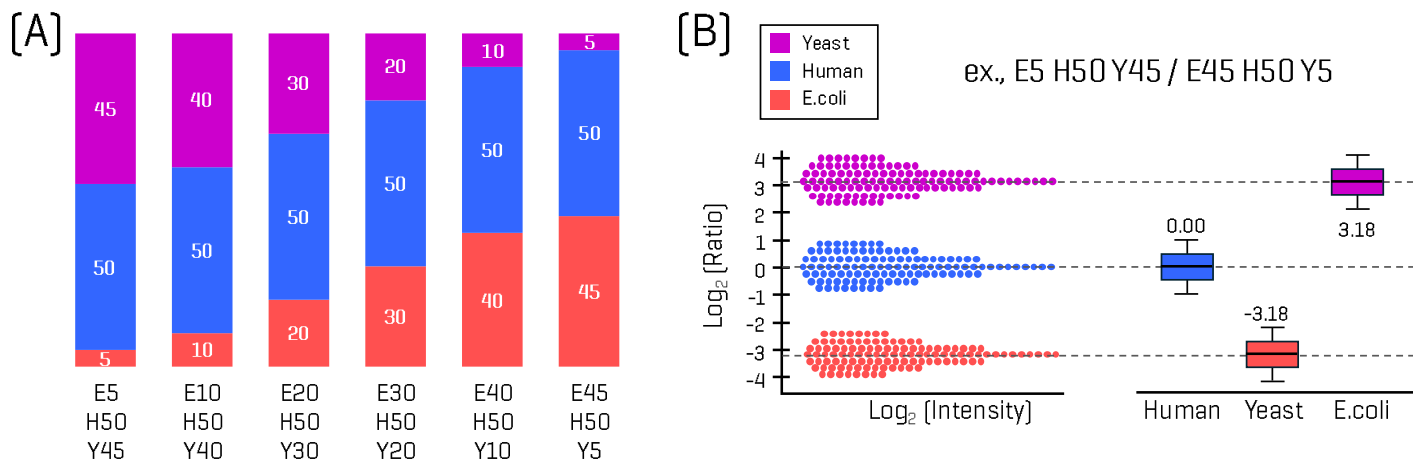 [A]
45
50
5
40
50
10
30
50
20
20
50
30
10
50
40
5
50
45
E5 H50 Y45
E10 H50 Y40
E20 H50 Y30
E30 H50 Y20
E40 H50 Y10
E45 H50 Y5
[B]
Yeast
Human
E.coli
ex., E5 H50 Y45 / E45 H50 Y5
Log₂ (Ratio)
4
3
2
1
0
-1
-2
-3
-4
Log₂ (Intensity)
0.00
-3.18
3.18
Human
Yeast
E.coli